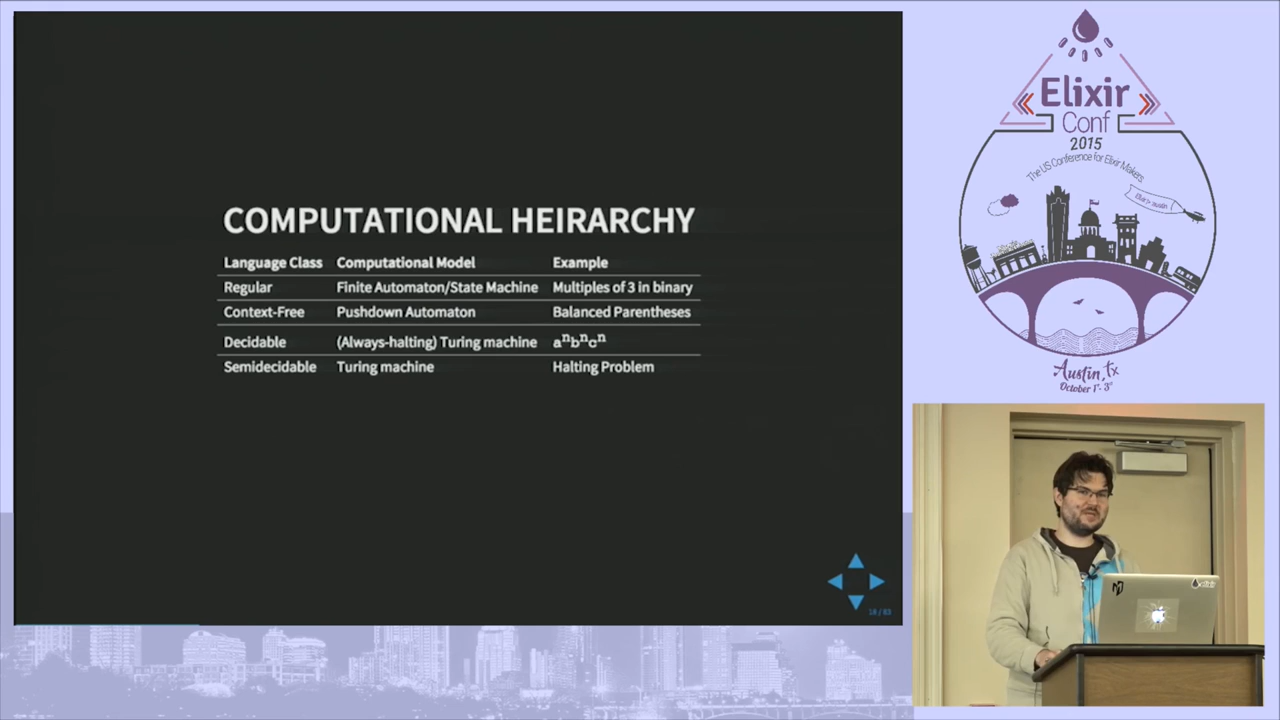 COMPUTATIONAL HEIRARCHY
Language Class Computational Model Example
Regular Finite Automaton/State Machine Multiples of 3 in binary
Context-Free Pushdown Automaton Balanced Parentheses
Decidable (Always-halting) Turing machine aⁿbⁿcⁿ
Semidecidable Turing machine Halting Problem
Elixir
Conf
2015
The US Conference for Elixir Makers
Austin, Tx
October 1st - 3rd